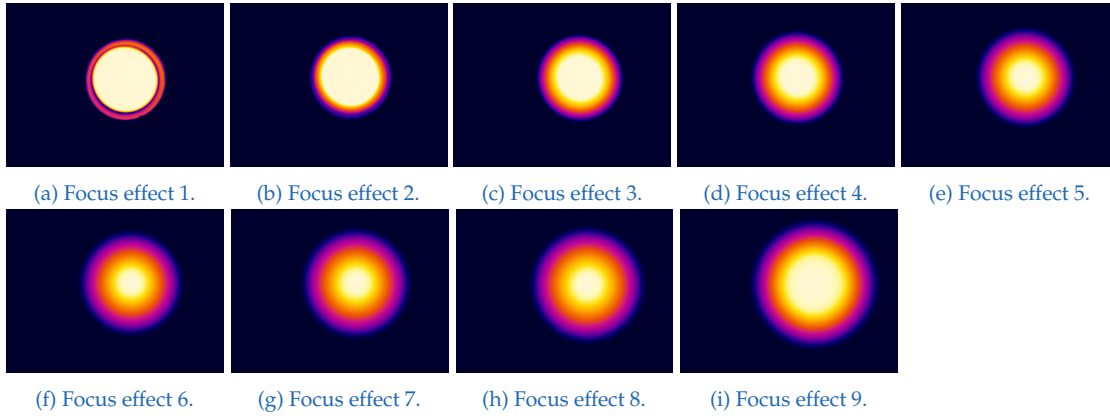 (a) Focus effect 1.
(b) Focus effect 2.
(c) Focus effect 3.
(d) Focus effect 4.
(e) Focus effect 5.
(f) Focus effect 6.
(g) Focus effect 7.
(h) Focus effect 8.
(i) Focus effect 9.